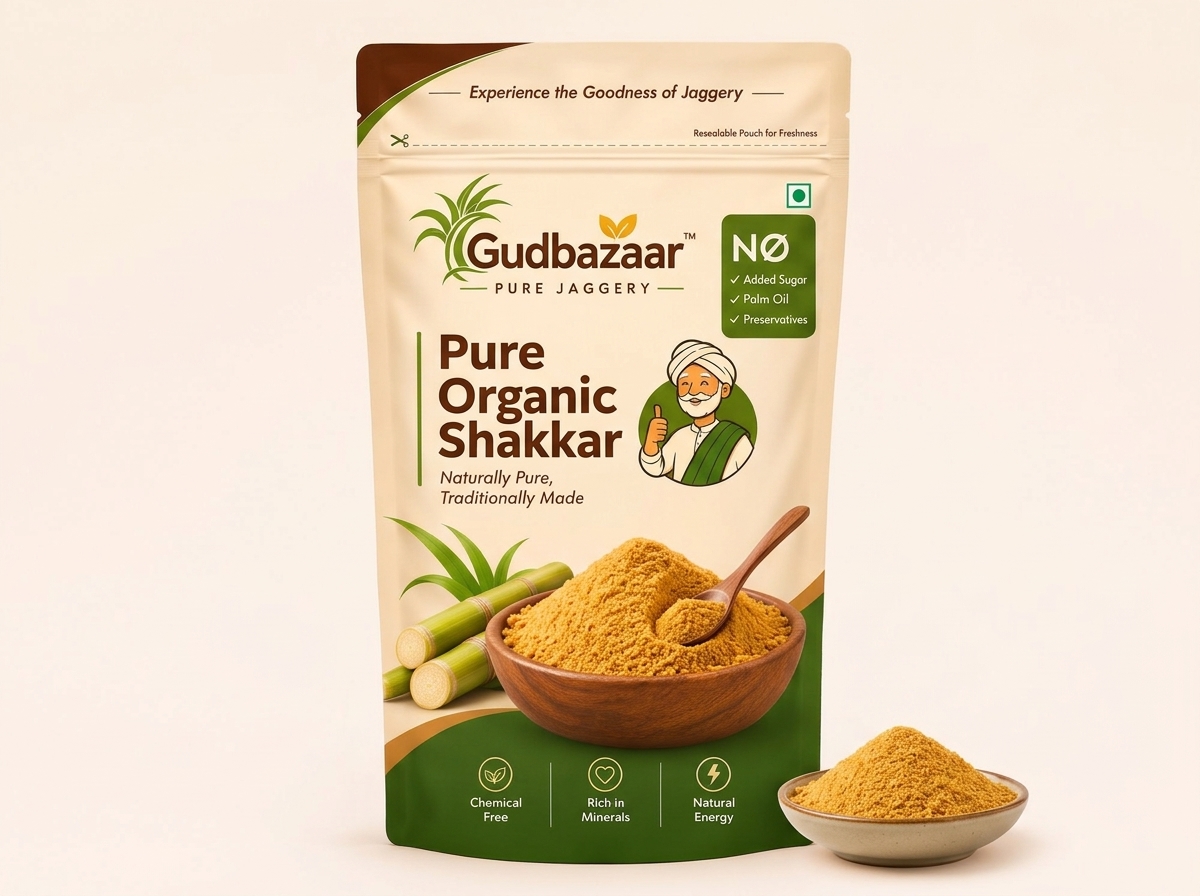 Experience the Goodness of Jaggery
Resealable Pouch for Freshness
Gudbazaar™
PURE JAGGERY
NO
✓ Added Sugar
✓ Palm Oil
✓ Preservatives
Pure
Organic
Shakkar
Naturally Pure,
Traditionally Made
Chemical
Free
Rich in
Minerals
Natural
Energy